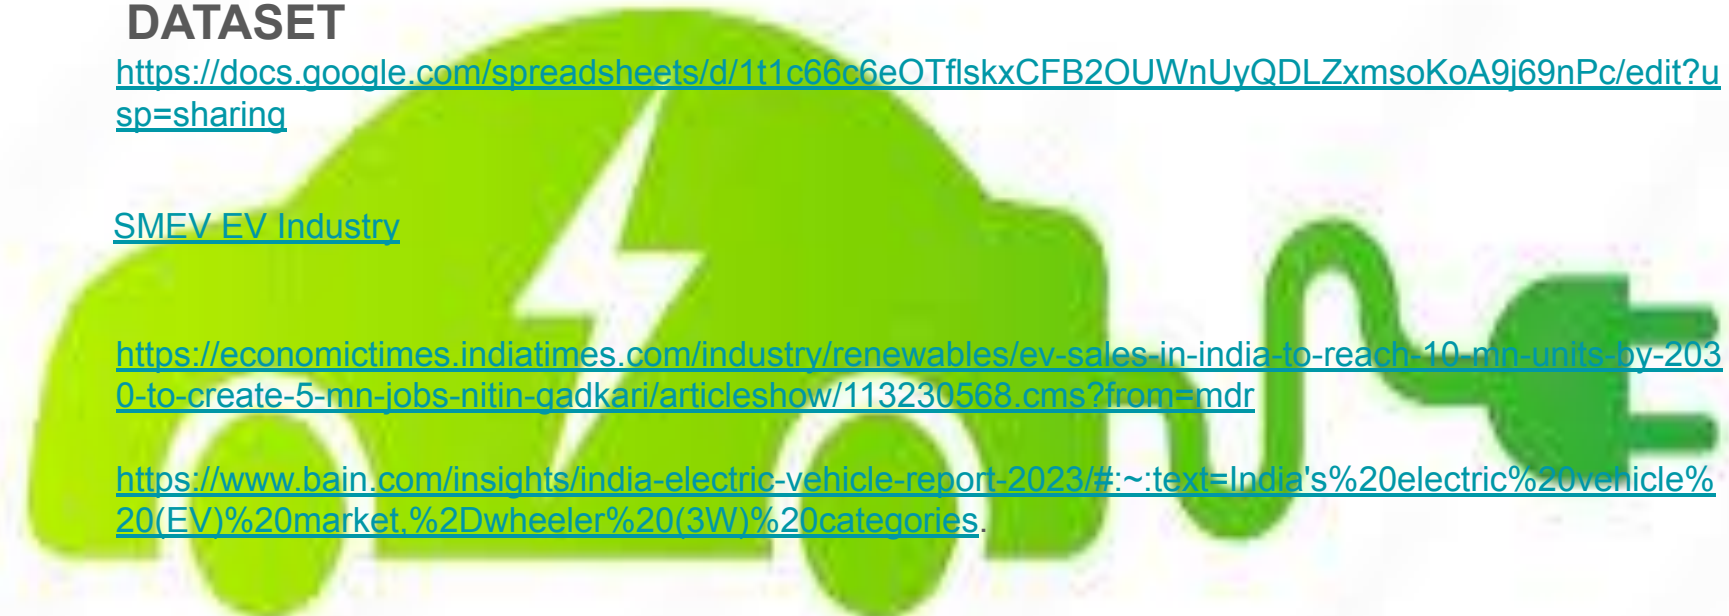 DATASET
https://docs.google.com/spreadsheets/d/1t1c66c6eOTflskxCFB2OUWnUyQDLZxmsoKoA9j69nPc/edit?u
sp=sharing
SMEV EV Industry
https://economictimes.indiatimes.com/industry/renewables/ev-sales-in-india-to-reach-10-mn-units-by-203
0-to-create-5-mn-jobs-nitin-gadkari/articleshow/113230568.cms?from=mdr
https://www.bain.com/insights/india-electric-vehicle-report-2023/#:~:text=India's%20electric%20vehicle%
20(EV)%20market,%2Dwheeler%20(3W)%20categories.